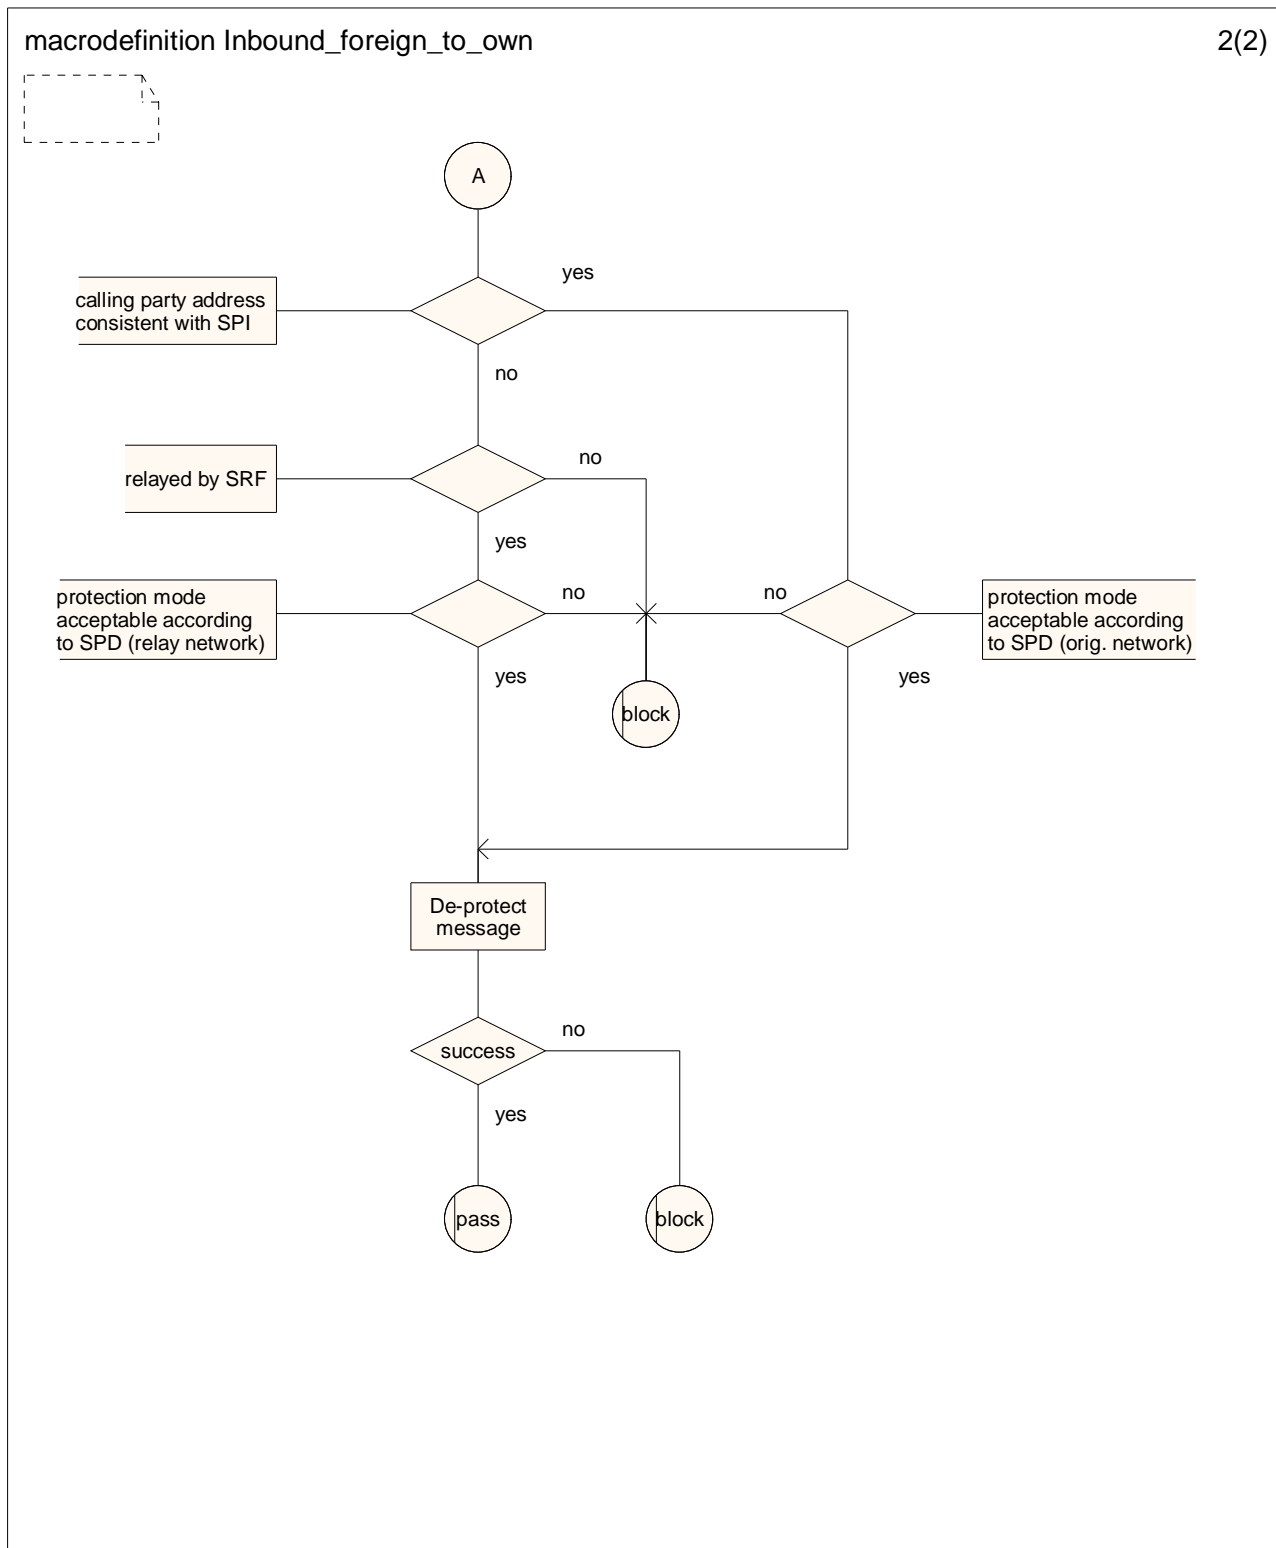 macrodefinition Inbound_foreign_to_own
2(2)
A
yes
calling party address
consistent with SPI
no
no
relayed by SRF
yes
protection mode
acceptable according
to SPD (relay network)
no
no
protection mode
acceptable according
to SPD (orig. network)
yes
yes
block
De-protect
message
no
success
yes
pass
block